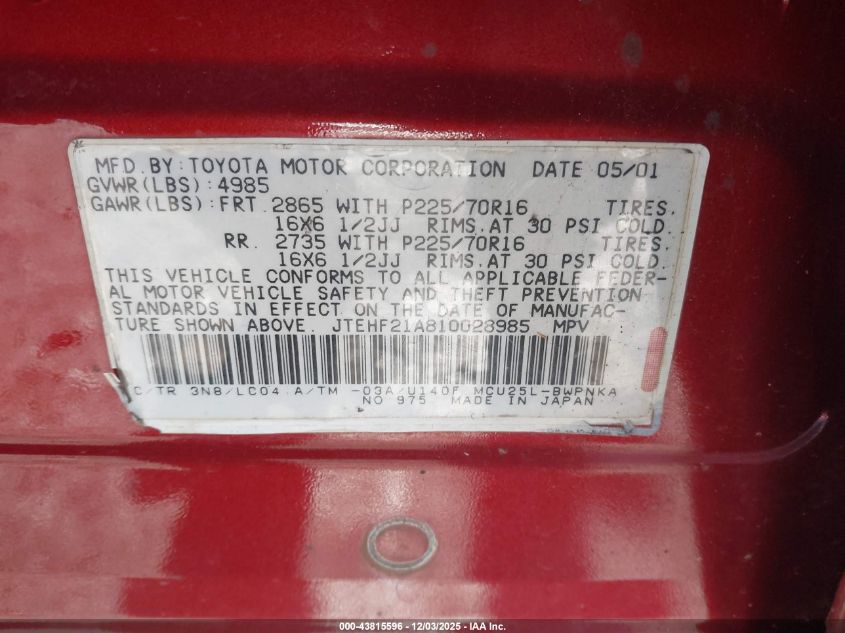 MFD.BY:TOYOTA MOTOR CORPORATION DATE 05/01
GVWR(LBS):4985
GAWR(LBS):FRT 2865 WITH P225/70R16 TIRES.
16X6 1/2JJ RIMS.AT 30 PSI COLD.
RR. 2735 WITH P225/70R16 TIRES.
16X6 1/2JJ RIMS.AT 30 PSI COLD.
THIS VEHICLE CONFORMS TO ALL APPLICABLE FEDER-
AL MOTOR VEHICLE SAFETY AND THEFT PREVENTION
STANDARDS IN EFFECT ON THE DATE OF MANUFAC-
TURE SHOWN ABOVE. JTEHF21A810028985 MPV
C/TR 3N8/LC04 A/TM -03A/U140F MCU25L-BWPNKA
NO 975 MADE IN JAPAN
000-43815596 - 12/03/2025 - IAA Inc.